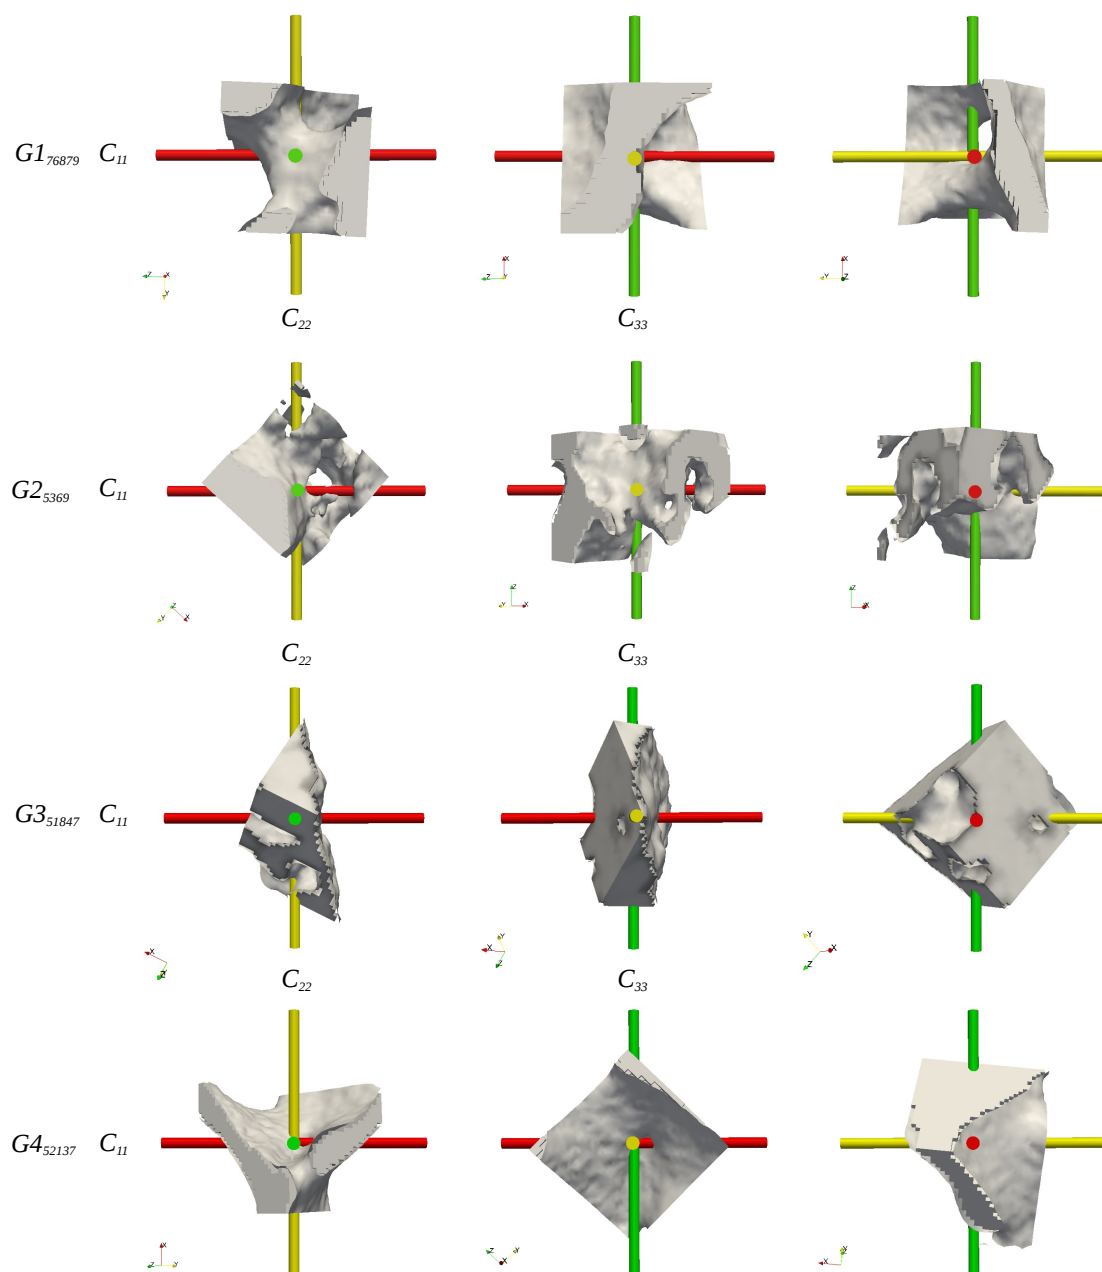 G1₇₆₈₇₉ C₁₁
Z X Y
Z X Y
Y X Z
C₂₂ C₃₃
G2₅₃₆₉ C₁₁
Y Z X
Y Z X
Z X
C₂₂ C₃₃
G3₅₁₈₄₇ C₁₁
X Y
X Y Z
Y X Z
C₂₂ C₃₃
G4₅₂₁₃₇ C₁₁
Z X Y
Z X Y
X Y